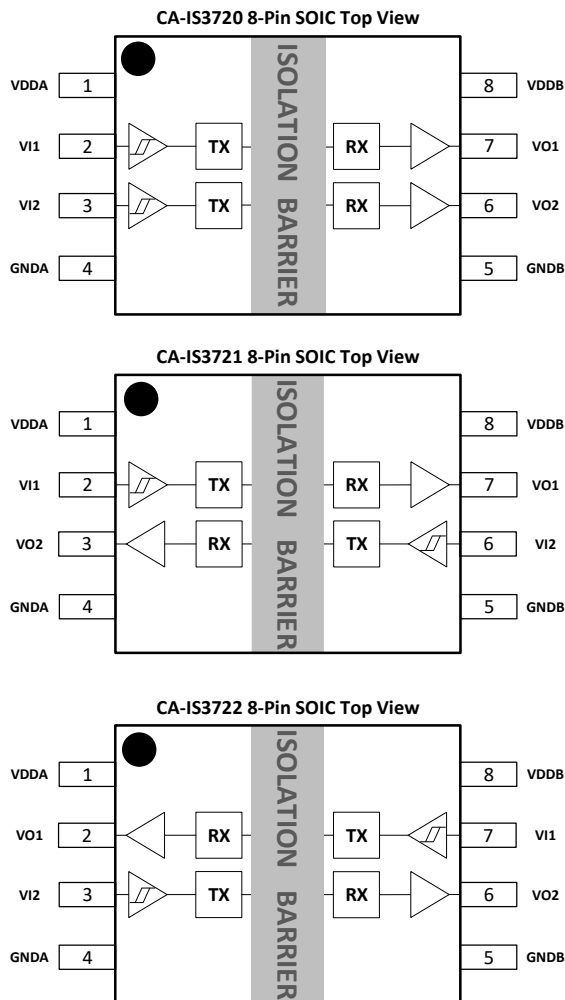 CA-IS3720 8-Pin SOIC Top View
VDDA 1 8 VDDB
VI1 2 TX RX 7 VO1
VI2 3 TX RX 6 VO2
GNDA 4 5 GNDB
ISOLATION BARRIER
CA-IS3721 8-Pin SOIC Top View
VDDA 1 8 VDDB
VI1 2 TX RX 7 VO1
VO2 3 RX TX 6 VI2
GNDA 4 5 GNDB
ISOLATION BARRIER
CA-IS3722 8-Pin SOIC Top View
VDDA 1 8 VDDB
VO1 2 RX TX 7 VI1
VI2 3 TX RX 6 VO2
GNDA 4 5 GNDB
ISOLATION BARRIER